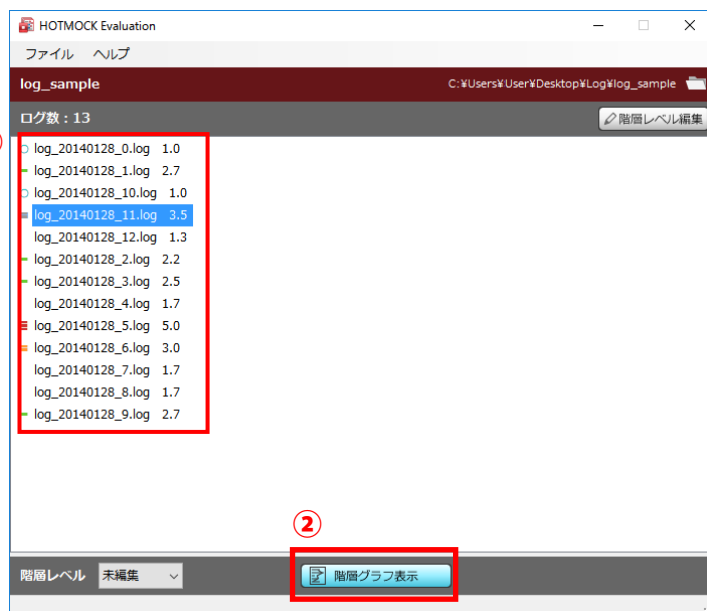 HOTMOCK Evaluation
ファイル ヘルプ
log_sample C:¥Users¥User¥Desktop¥Log¥log_sample
ログ数：13 階層レベル編集
log_20140128_0.log 1.0
log_20140128_1.log 2.7
log_20140128_10.log 1.0
log_20140128_11.log 3.5
log_20140128_12.log 1.3
log_20140128_2.log 2.2
log_20140128_3.log 2.5
log_20140128_4.log 1.7
log_20140128_5.log 5.0
log_20140128_6.log 3.0
log_20140128_7.log 1.7
log_20140128_8.log 1.7
log_20140128_9.log 2.7
②
階層レベル 未編集 階層グラフ表示